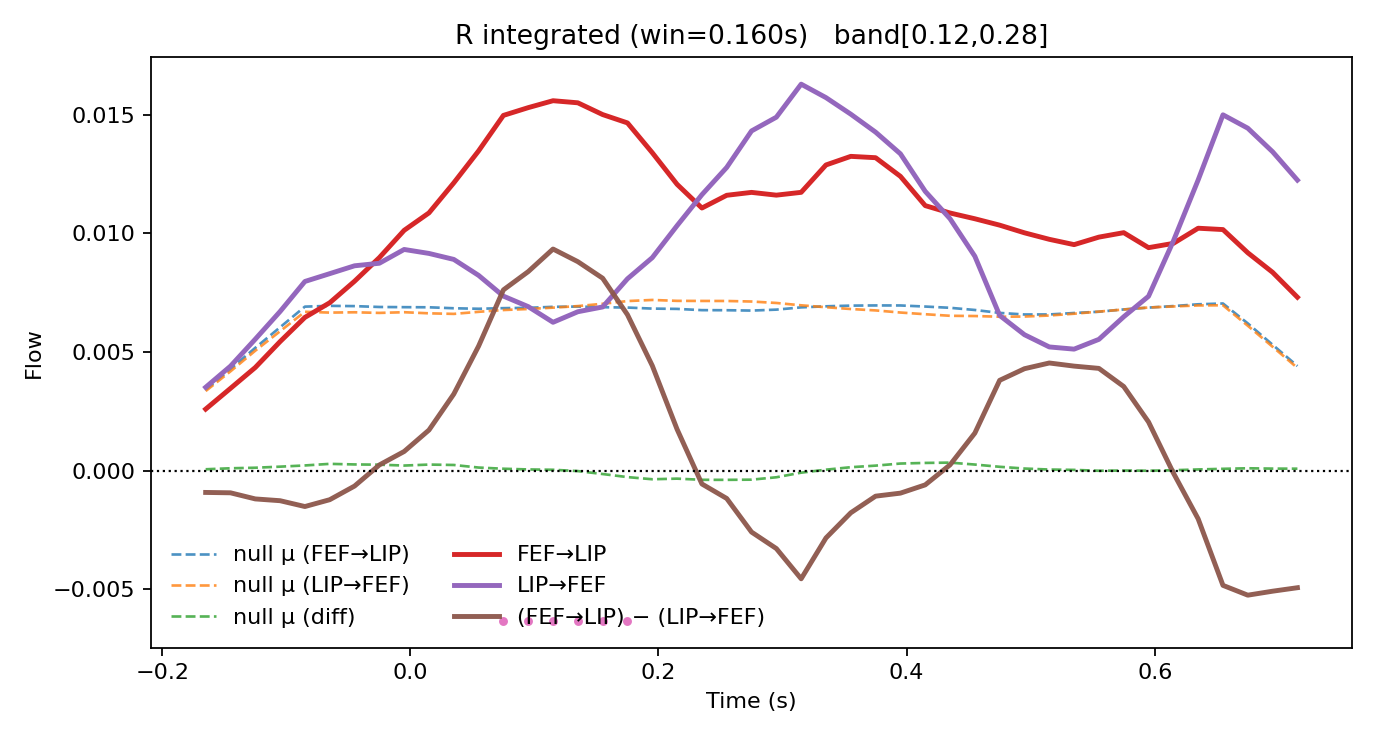 R integrated (win=0.160s)   band[0.12,0.28]
Flow
0.015
0.010
0.005
0.000
−0.005
null μ (FEF→LIP)
null μ (LIP→FEF)
null μ (diff)
FEF→LIP
LIP→FEF
(FEF→LIP) − (LIP→FEF)
−0.2 0.0 0.2 0.4 0.6
Time (s)